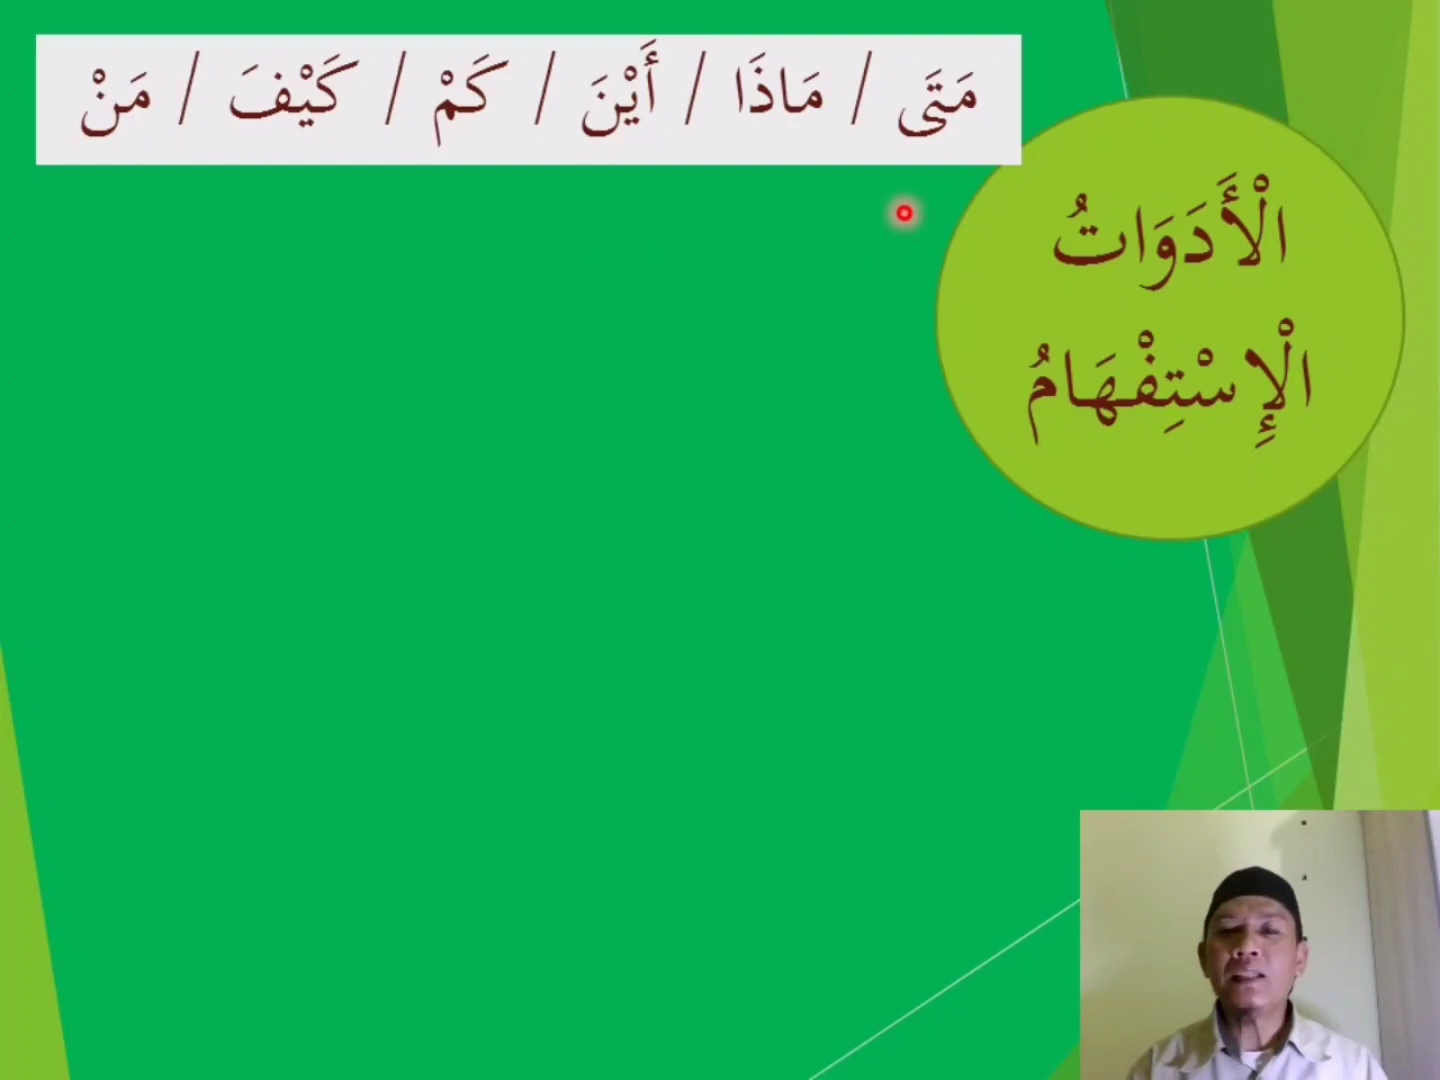 مَتَى / مَاذَا / أَيْنَ / كَمْ / كَيْفَ / مَنْ
الْأَدَوَاتُ
الْإِسْتِفْهَامُ